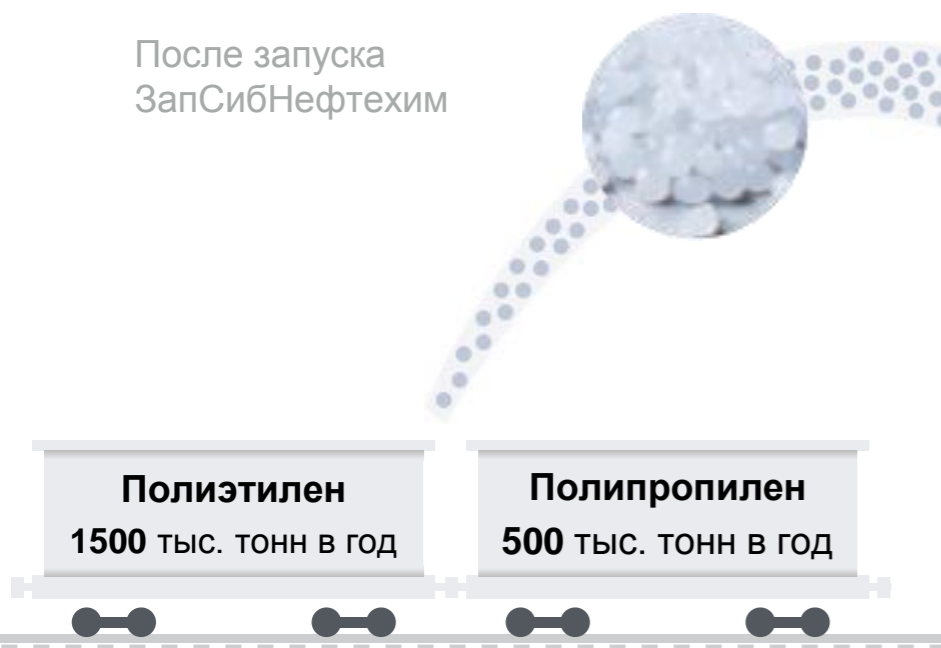 После запуска
ЗапСибНефтехим
Полиэтилен
1500 тыс. тонн в год
Полипропилен
500 тыс. тонн в год